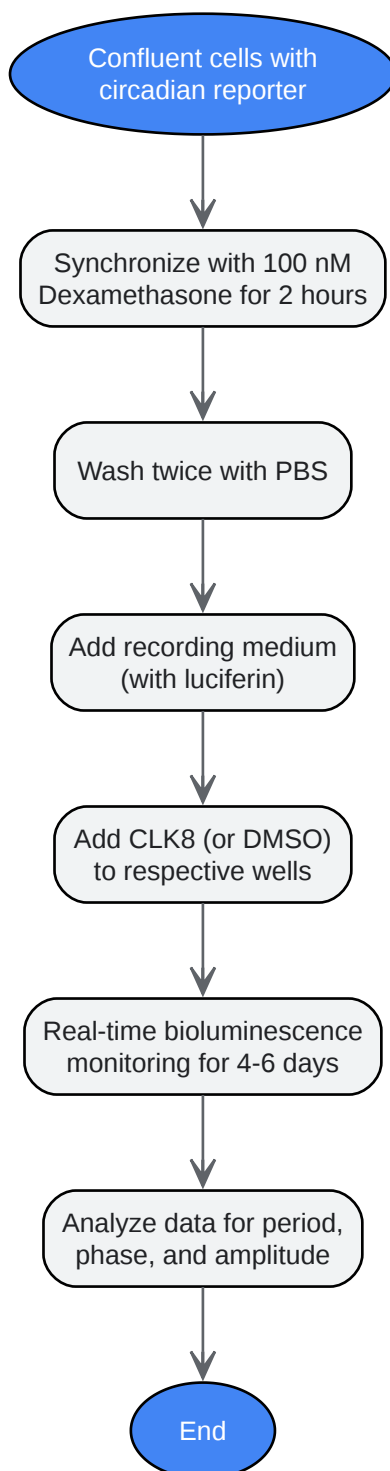 Confluent cells with
circadian reporter
Synchronize with 100 nM
Dexamethasone for 2 hours
Wash twice with PBS
Add recording medium
(with luciferin)
Add CLK8 (or DMSO)
to respective wells
Real-time bioluminescence
monitoring for 4-6 days
Analyze data for period,
phase, and amplitude
End